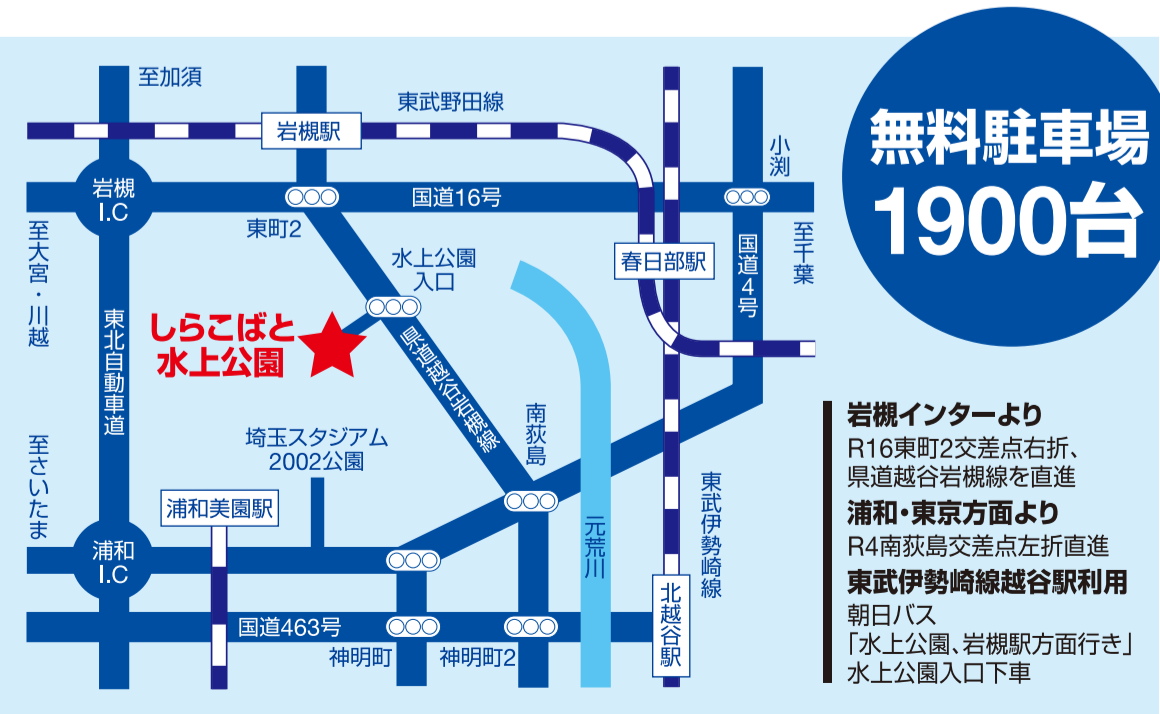 至加須
東武野田線
岩槻駅
岩槻
I.C
国道16号
小渕
東町2
至大宮・川越
水上公園
入口
春日部駅
国道4号
至千葉
無料駐車場
1900台
東北自動車道
しらこばと
水上公園
県道越谷岩槻線
南荻島
埼玉スタジアム
2002公園
至さいたま
浦和美園駅
浦和
I.C
元荒川
東武伊勢崎線
国道463号
神明町
神明町2
北越谷駅
岩槻インターより
R16東町2交差点右折、
県道越谷岩槻線を直進
浦和・東京方面より
R4南荻島交差点左折直進
東武伊勢崎線越谷駅利用
朝日バス
「水上公園、岩槻駅方面行き」
水上公園入口下車